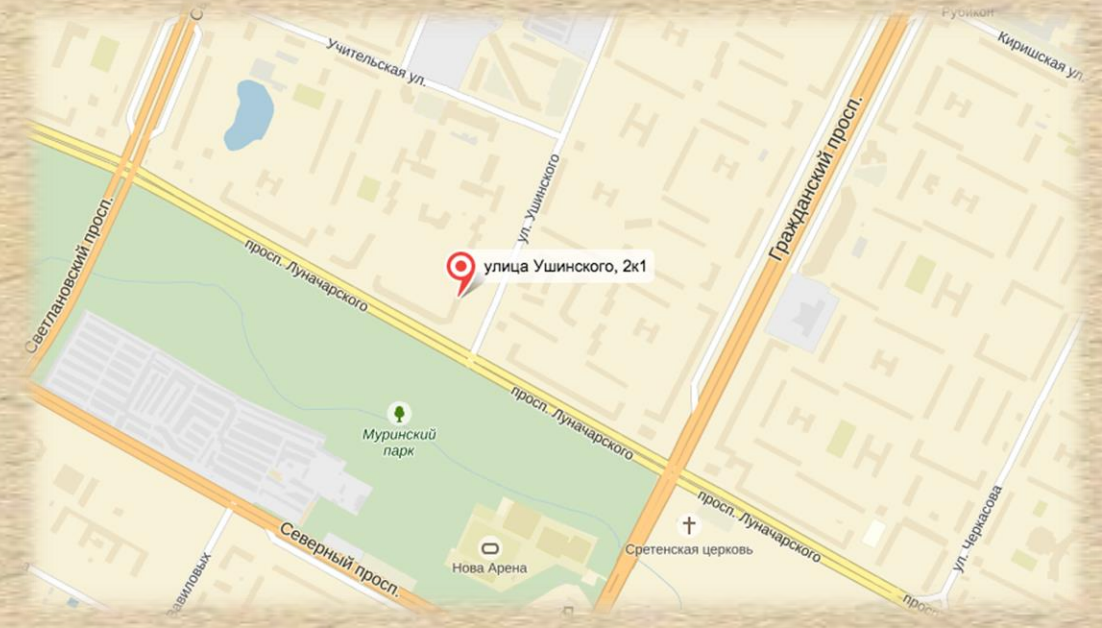 Рубикон
Киришская ул.
Учительская ул.
Гражданский просп.
ул. Ушинского
Светлановский просп.
просп. Луначарского
улица Ушинского, 2к1
просп. Луначарского
Муринский
парк
просп. Луначарского
Северный просп.
Сретенская церковь
Нова Арена
ул. Черкасова